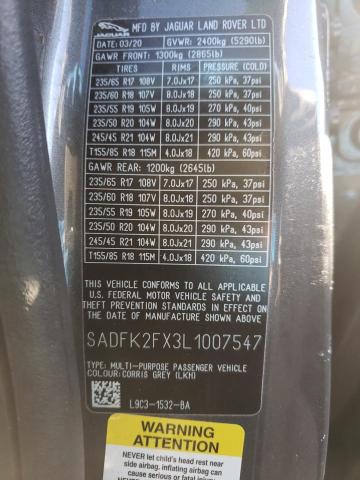 JAGUAR
MFD BY JAGUAR LAND ROVER LTD
DATE: 03/20 GVWR: 2400kg (5290lb)
GAWR FRONT: 1300kg (2865lb)
TIRES RIMS PRESSURE (COLD)
235/65 R17 108V 7.0Jx17 250 kPa, 37psi
235/60 R18 107V 8.0Jx18 250 kPa, 37psi
235/55 R19 105W 8.0Jx19 270 kPa, 40psi
235/50 R20 104W 8.0Jx20 290 kPa, 43psi
245/45 R21 104W 8.0Jx21 290 kPa, 43psi
T155/85 R18 115M 4.0Jx18 420 kPa, 60psi
GAWR REAR: 1200kg (2645lb)
235/65 R17 108V 7.0Jx17 250 kPa, 37psi
235/60 R18 107V 8.0Jx18 250 kPa, 37psi
235/55 R19 105W 8.0Jx19 270 kPa, 40psi
235/50 R20 104W 8.0Jx20 290 kPa, 43psi
245/45 R21 104W 8.0Jx21 290 kPa, 43psi
T155/85 R18 115M 4.0Jx18 420 kPa, 60psi
THIS VEHICLE CONFORMS TO ALL APPLICABLE
U.S. FEDERAL MOTOR VEHICLE SAFETY AND
THEFT PREVENTION STANDARDS IN EFFECT
ON THE DATE OF MANUFACTURE SHOWN ABOVE.
SADFK2FX3L1007547
TYPE: MULTI-PURPOSE PASSENGER VEHICLE
COLOUR: CORRIS GREY (LKH)
L9C3-1532-BA
WARNING
ATTENTION
NEVER let child's head rest near
side airbag. Inflating airbag can
cause serious or fatal injury.
NE JAMAIS